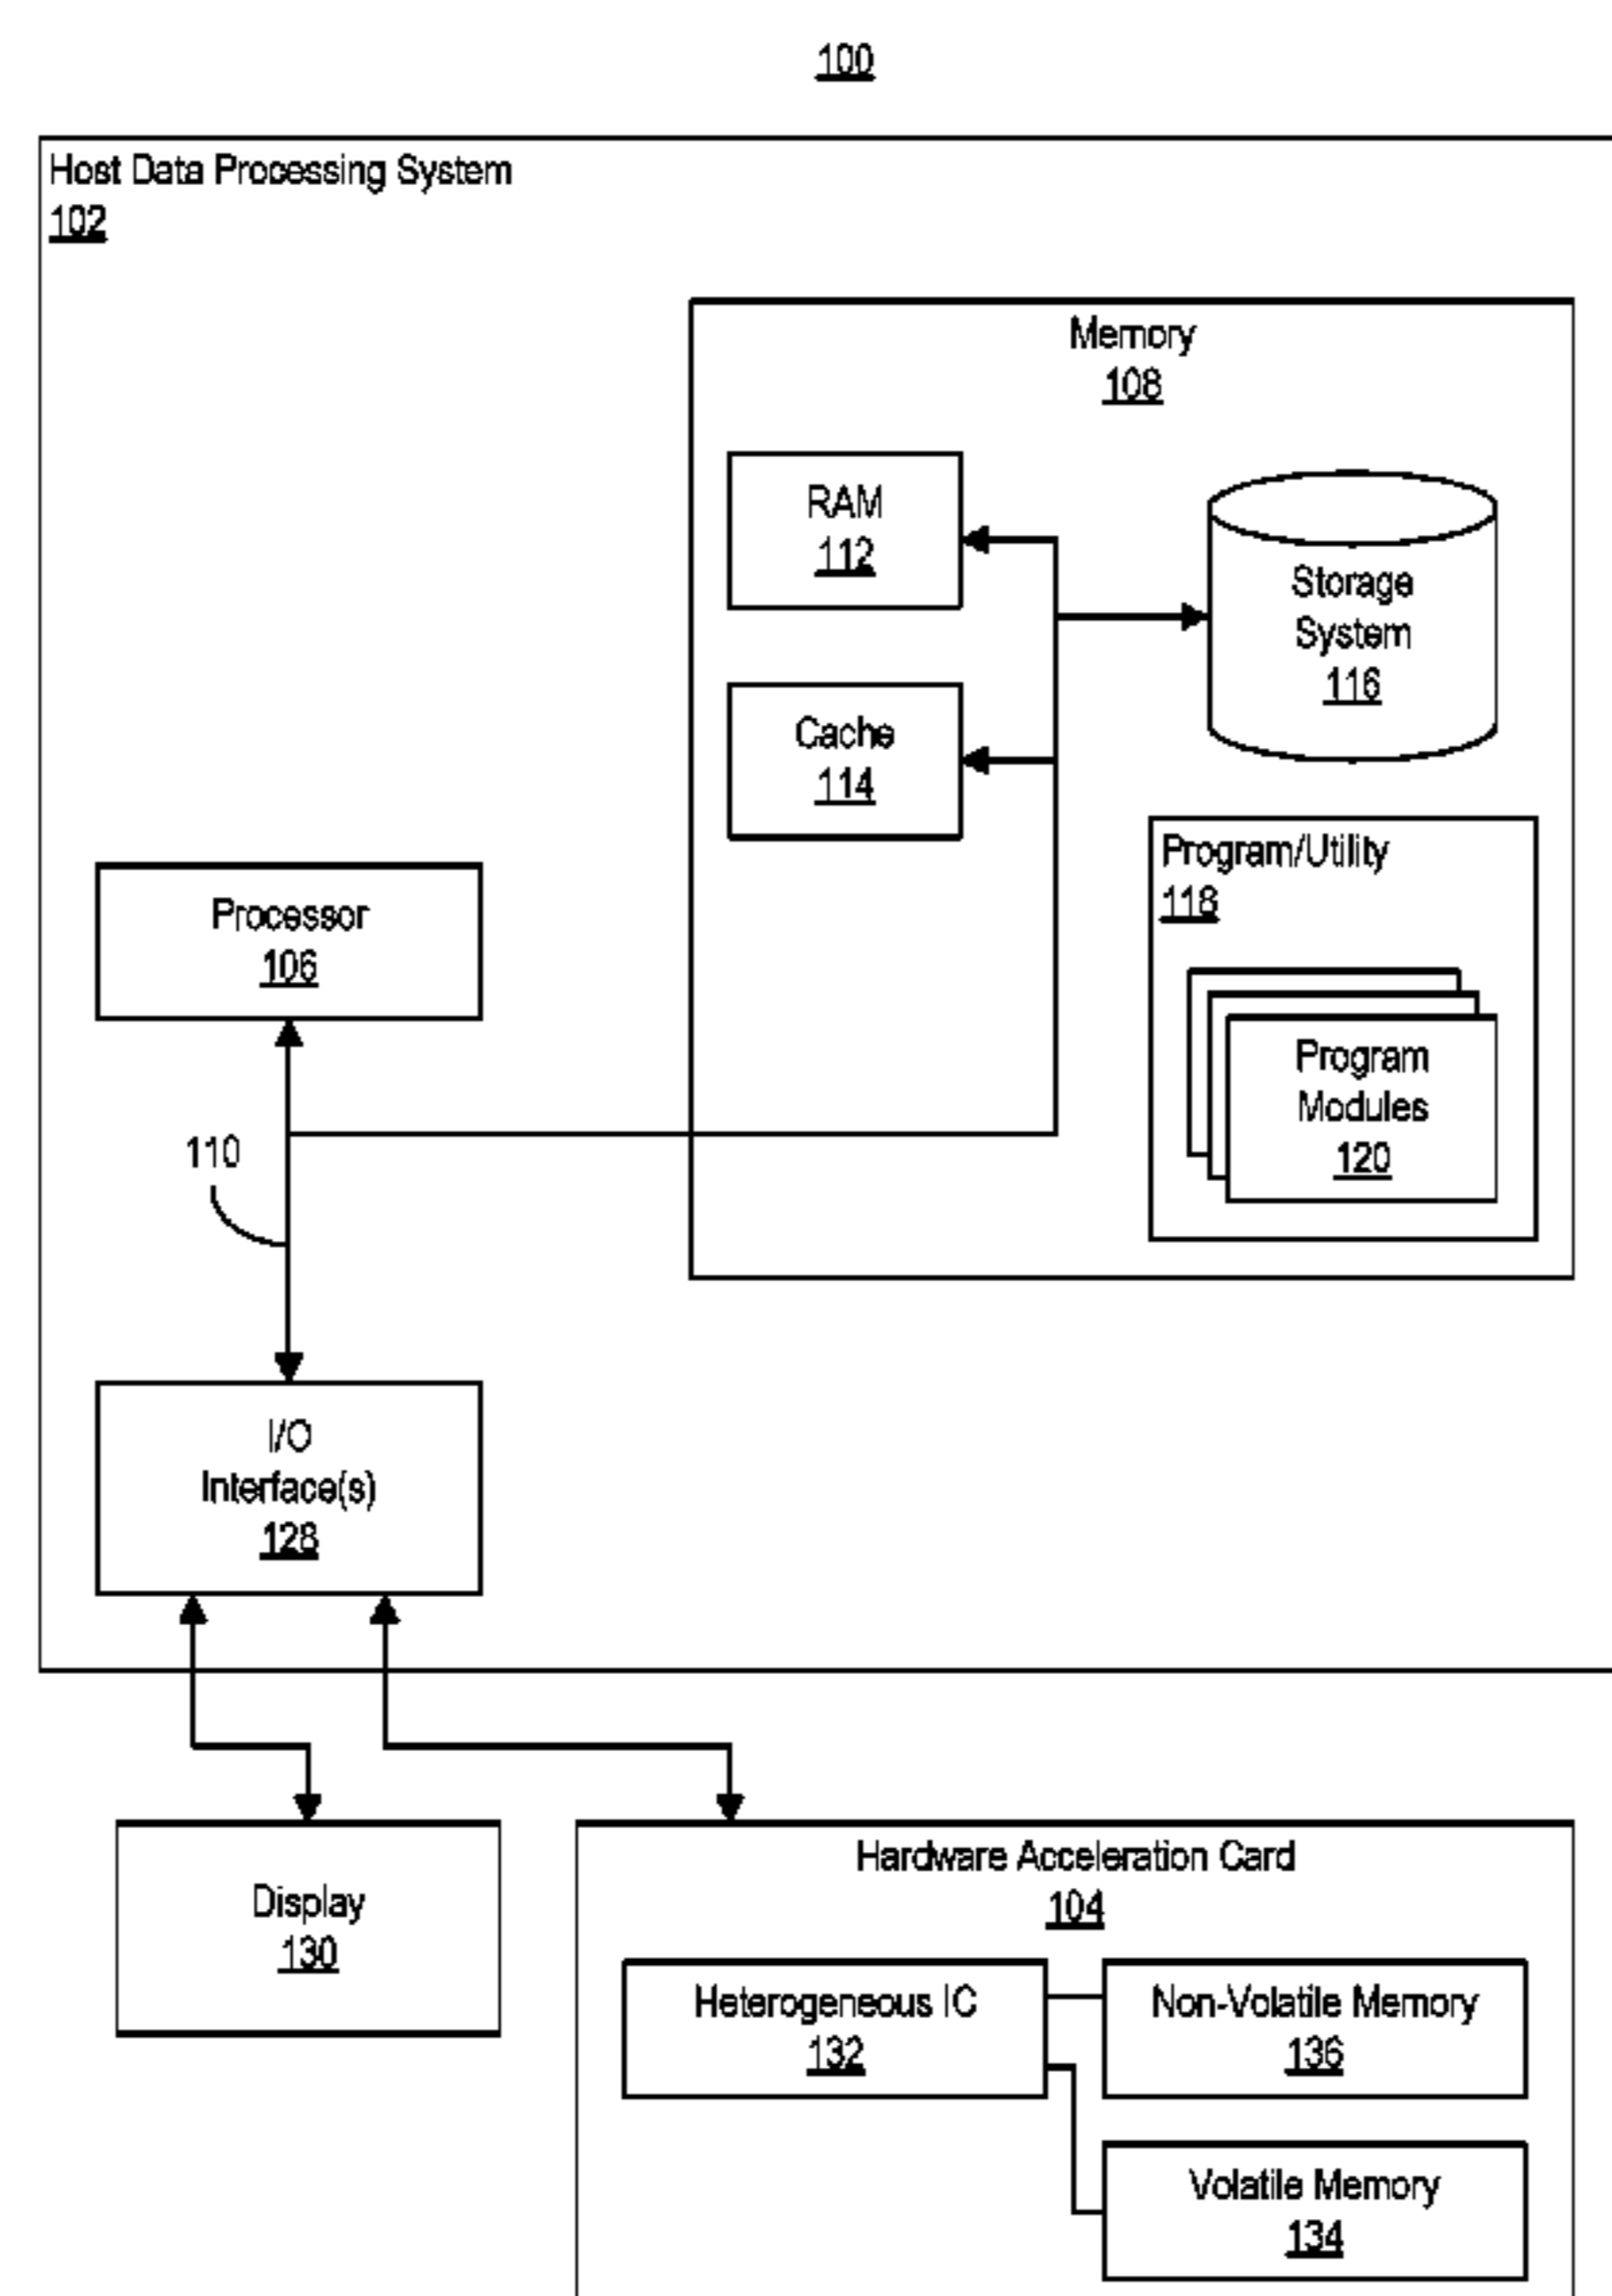 100
Host Data Processing System
102
Memory
108
RAM
112
Storage
System
116
Cache
114
Program/Utility
118
Processor
106
Program
Modules
120
110
I/O
Interface(s)
128
Display
130
Hardware Acceleration Card
104
Heterogeneous IC
132
Non-Volatile Memory
136
Volatile Memory
134